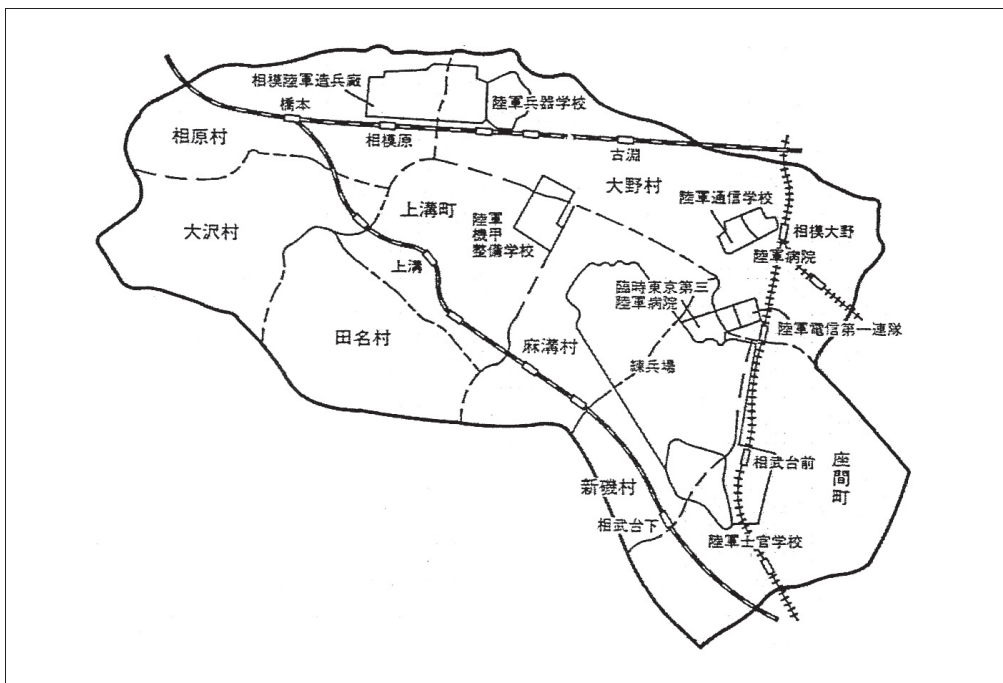 相模陸軍造兵廠
陸軍兵器学校
橋本
相模原
古淵
相原村
大野村
上溝町
陸軍通信学校
大沢村
陸軍
機甲
整備学校
相模大野
陸軍病院
上溝
臨時東京第三
陸軍病院
陸軍電信第一連隊
田名村
麻溝村
練兵場
相武台前
座間町
新磯村
相武台下
陸軍士官学校